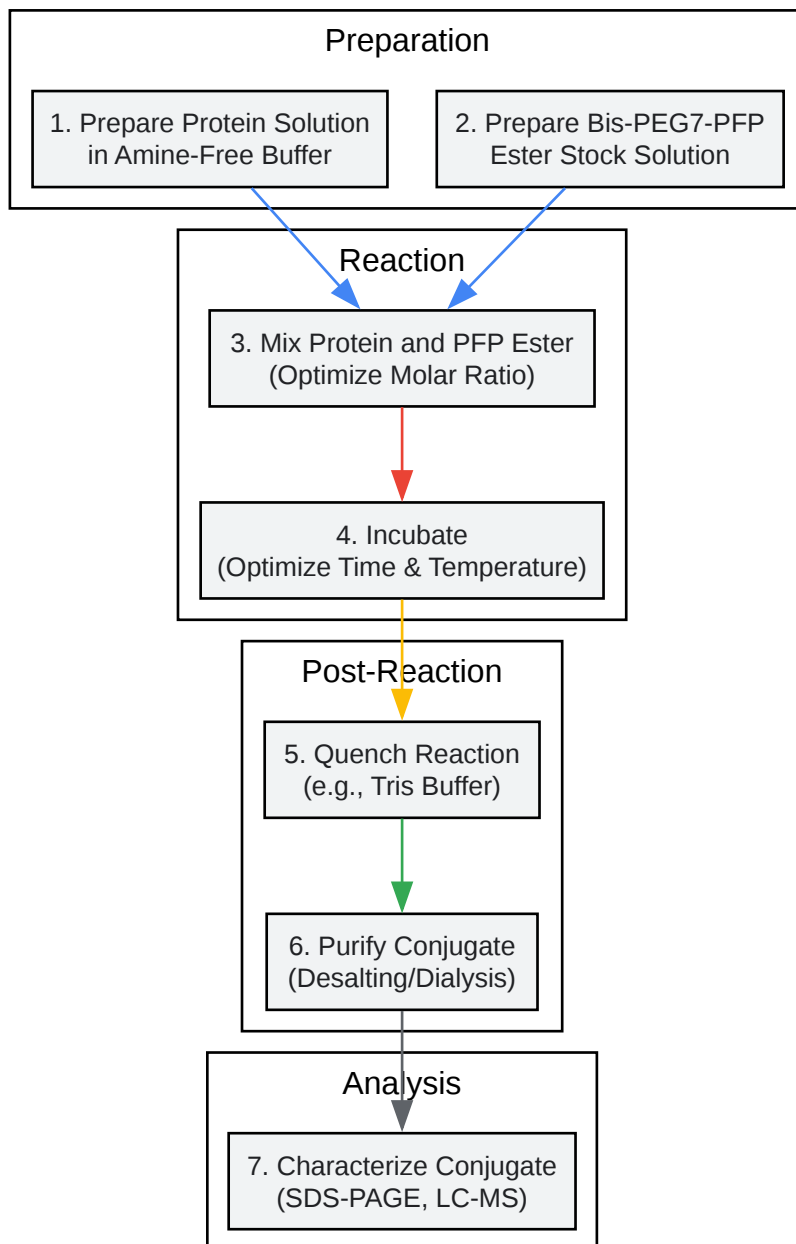 Preparation
1. Prepare Protein Solution
in Amine-Free Buffer
2. Prepare Bis-PEG7-PFP
Ester Stock Solution
Reaction
3. Mix Protein and PFP Ester
(Optimize Molar Ratio)
4. Incubate
(Optimize Time & Temperature)
Post-Reaction
5. Quench Reaction
(e.g., Tris Buffer)
6. Purify Conjugate
(Desalting/Dialysis)
Analysis
7. Characterize Conjugate
(SDS-PAGE, LC-MS)